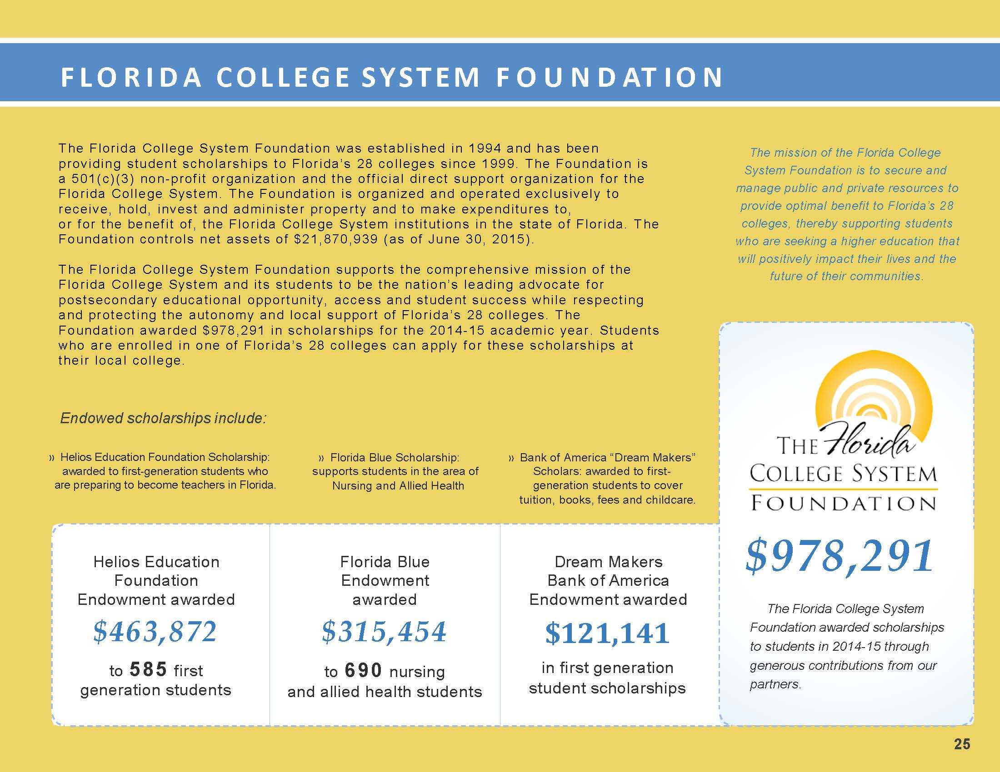 FLORIDA COLLEGE SYSTEM FOUNDATION
The Florida College System Foundation was established in 1994 and has been
providing student scholarships to Florida’s 28 colleges since 1999. The Foundation is
a 501(c)(3) non-profit organization and the official direct support organization for the
Florida College System. The Foundation is organized and operated exclusively to
receive, hold, invest and administer property and to make expenditures to,
or for the benefit of, the Florida College System institutions in the state of Florida. The
Foundation controls net assets of $21,870,939 (as of June 30, 2015).
The Florida College System Foundation supports the comprehensive mission of the
Florida College System and its students to be the nation’s leading advocate for
postsecondary educational opportunity, access and student success while respecting
and protecting the autonomy and local support of Florida’s 28 colleges. The
Foundation awarded $978,291 in scholarships for the 2014-15 academic year. Students
who are enrolled in one of Florida’s 28 colleges can apply for these scholarships at
their local college.
The mission of the Florida College
System Foundation is to secure and
manage public and private resources to
provide optimal benefit to Florida’s 28
colleges, thereby supporting students
who are seeking a higher education that
will positively impact their lives and the
future of their communities.
Endowed scholarships include:
» Helios Education Foundation Scholarship:
awarded to first-generation students who
are preparing to become teachers in Florida.
» Florida Blue Scholarship:
supports students in the area of
Nursing and Allied Health
» Bank of America “Dream Makers”
Scholars: awarded to first-
generation students to cover
tuition, books, fees and childcare.
Helios Education
Foundation
Endowment awarded
$463,872
to 585 first
generation students
Florida Blue
Endowment
awarded
$315,454
to 690 nursing
and allied health students
Dream Makers
Bank of America
Endowment awarded
$121,141
in first generation
student scholarships
THE Florida
COLLEGE SYSTEM
FOUNDATION
$978,291
The Florida College System
Foundation awarded scholarships
to students in 2014-15 through
generous contributions from our
partners.
25